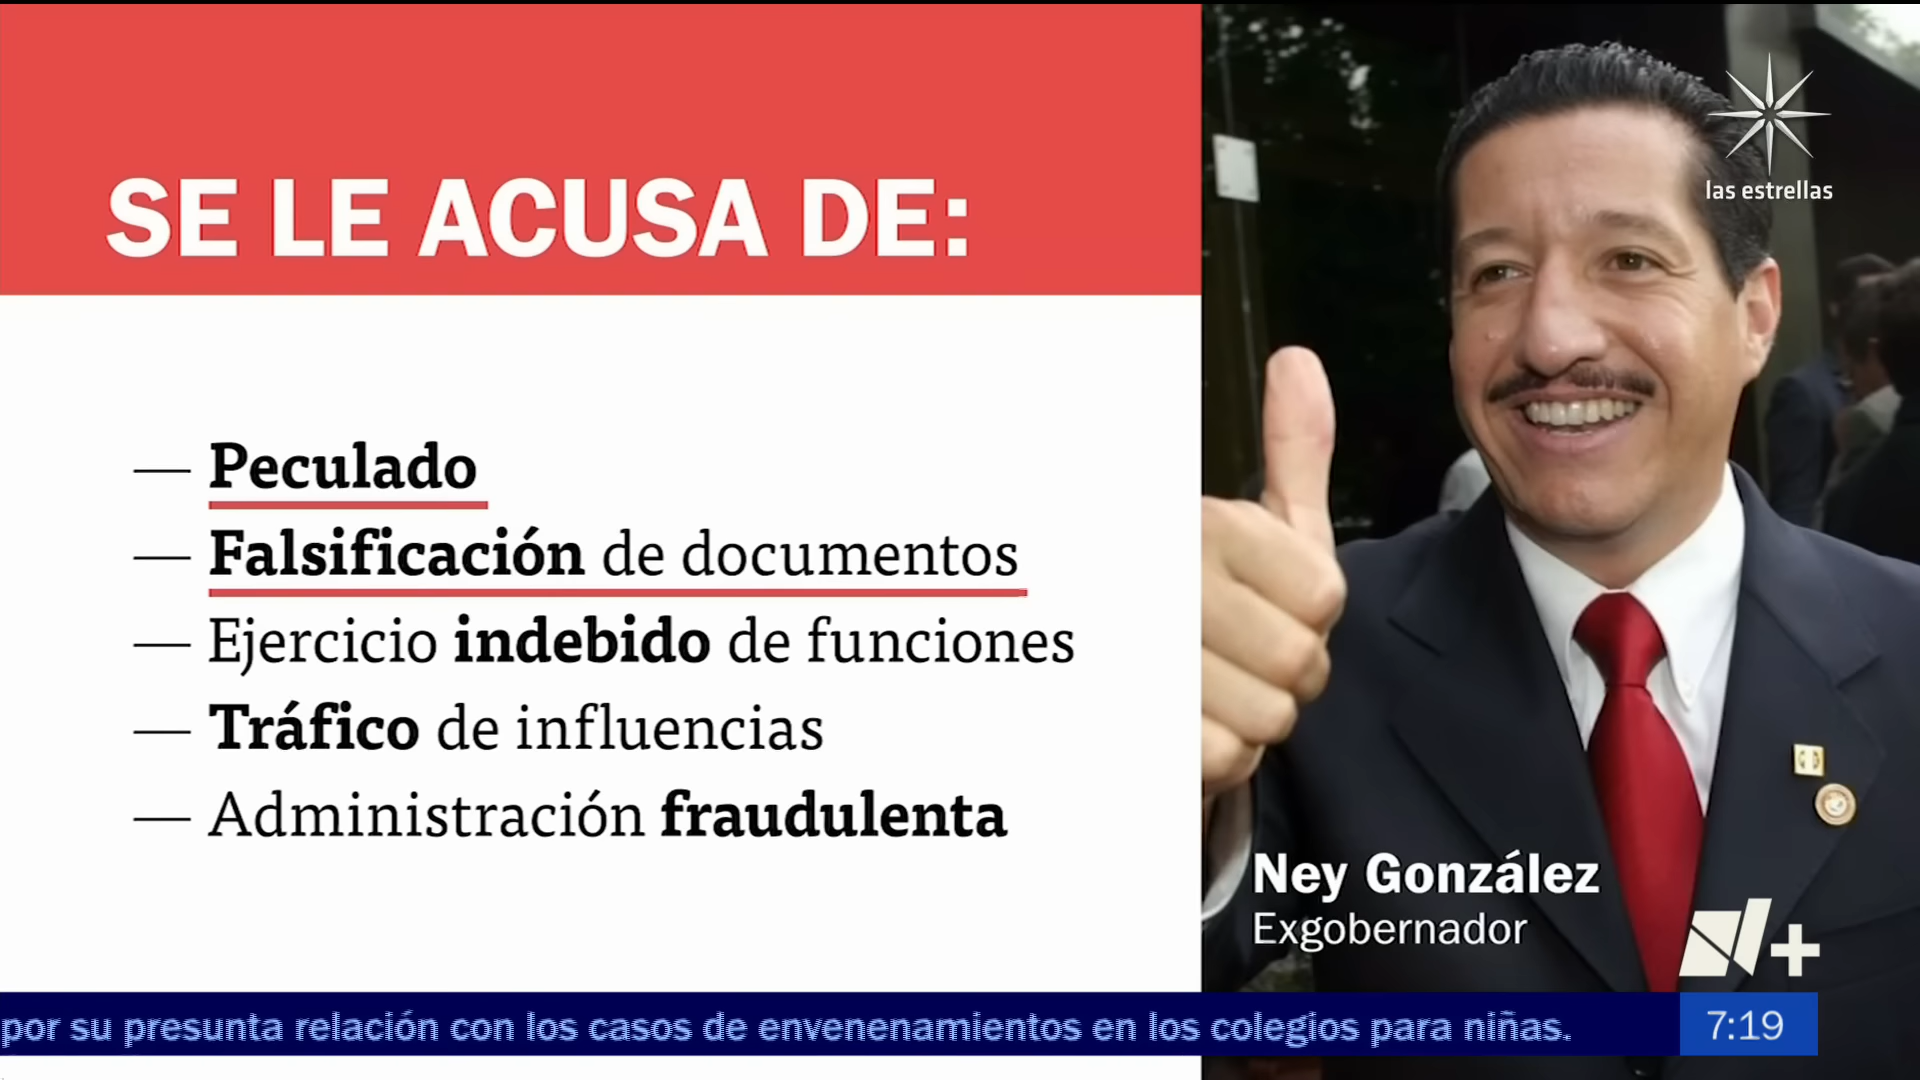 SE LE ACUSA DE:
— Peculado
— Falsificación de documentos
— Ejercicio indebido de funciones
— Tráfico de influencias
— Administración fraudulenta
las estrellas
Ney González
Exgobernador
N+
por su presunta relación con los casos de envenenamientos en los colegios para niñas.
7:19